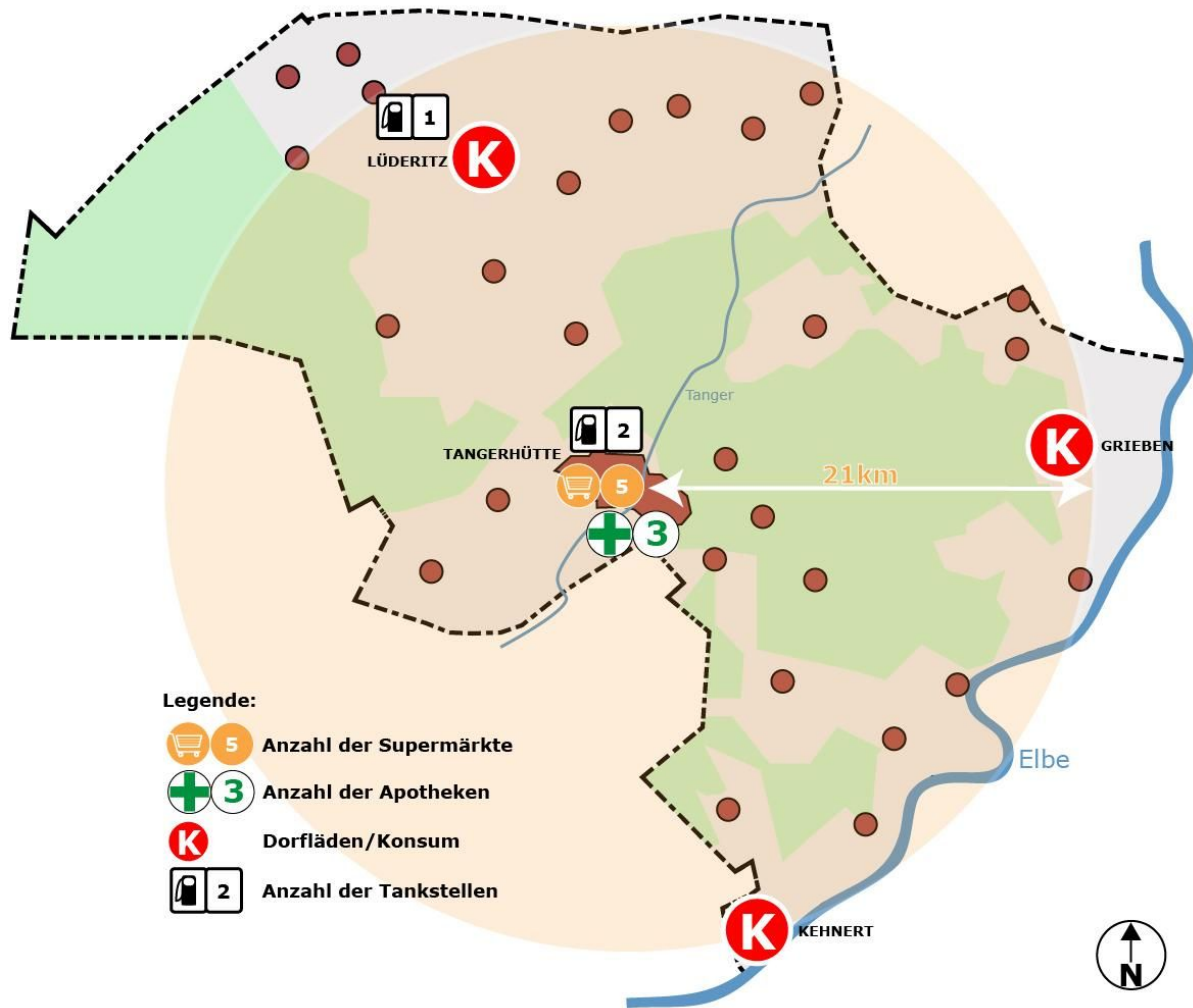 1
LÜDERITZ
K
Tanger
2
TANGERHÜTTE
K
GRIEBEN
21km
5
3
Legende:
5 Anzahl der Supermärkte
3 Anzahl der Apotheken
K Dorfläden/Konsum
2 Anzahl der Tankstellen
Elbe
K
KEHNERT
N